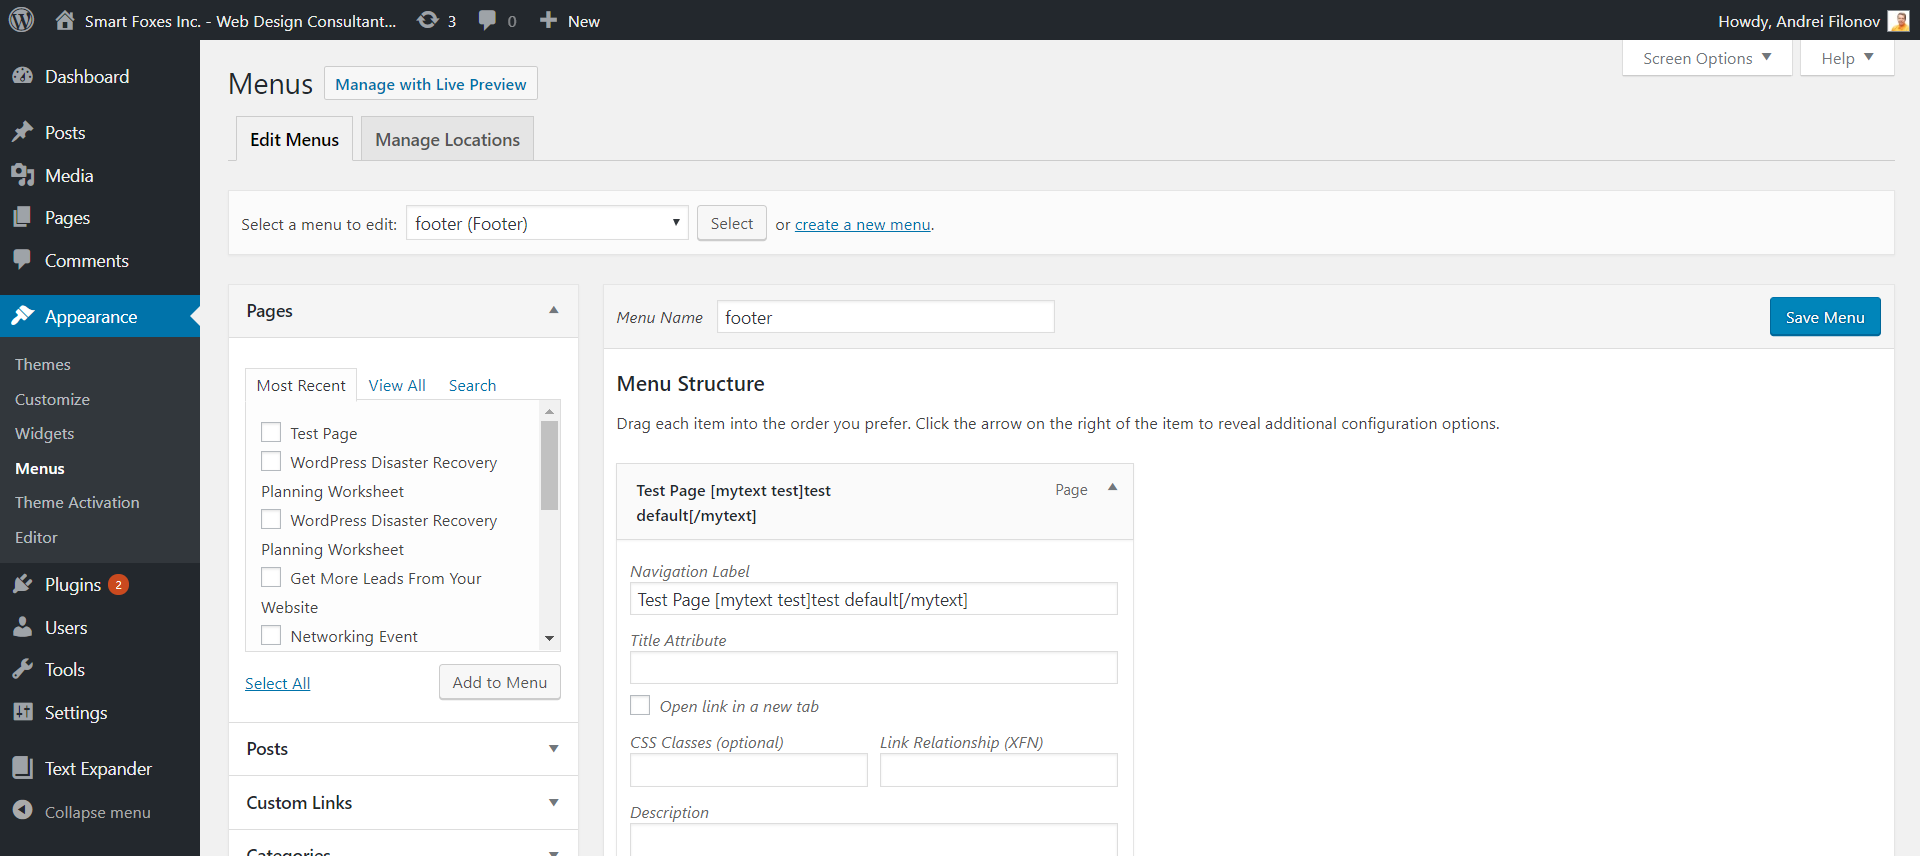 Smart Foxes Inc. - Web Design Consultant... 3 0 New Howdy, Andrei Filonov
Screen Options Help
Dashboard
Posts
Media
Pages
Comments
Appearance
Themes
Customize
Widgets
Menus
Theme Activation
Editor
Plugins 2
Users
Tools
Settings
Text Expander
Collapse menu
Menus Manage with Live Preview
Edit Menus Manage Locations
Select a menu to edit: footer (Footer) Select or create a new menu.
Pages
Most Recent View All Search
Test Page
WordPress Disaster Recovery
Planning Worksheet
WordPress Disaster Recovery
Planning Worksheet
Get More Leads From Your
Website
Networking Event
Select All Add to Menu
Posts
Custom Links
Categories
Menu Name footer Save Menu
Menu Structure
Drag each item into the order you prefer. Click the arrow on the right of the item to reveal additional configuration options.
Test Page [mytext test]test Page
default[/mytext]
Navigation Label
Test Page [mytext test]test default[/mytext]
Title Attribute
Open link in a new tab
CSS Classes (optional) Link Relationship (XFN)
Description